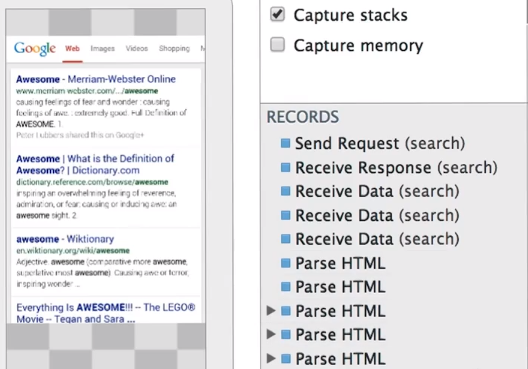 Google Web Images Videos Shopping
Awesome - Merriam-Webster Online
www.merriam-webster.com/.../awesome
causing feelings of fear and wonder : causing
feelings of awe. : extremely good. Full Definition of
AWESOME. 1.
Peter Lubbers shared this on Google+
Awesome | What is the Definition of
Awesome? | Dictionary.com
dictionary.reference.com/browse/awesome
inspiring an overwhelming feeling of reverence,
admiration, or fear; causing or inducing awe: an
awesome sight. 2.
awesome - Wiktionary
en.wiktionary.org/wiki/awesome
Adjective. awesome (comparative more awesome,
superlative most awesome). Causing awe or terror;
inspiring wonder ...
Everything Is AWESOME!!! -- The LEGO®
Movie -- Tegan and Sara ...
Capture stacks
Capture memory
RECORDS
Send Request (search)
Receive Response (search)
Receive Data (search)
Receive Data (search)
Receive Data (search)
Parse HTML
Parse HTML
Parse HTML
Parse HTML
Parse HTML